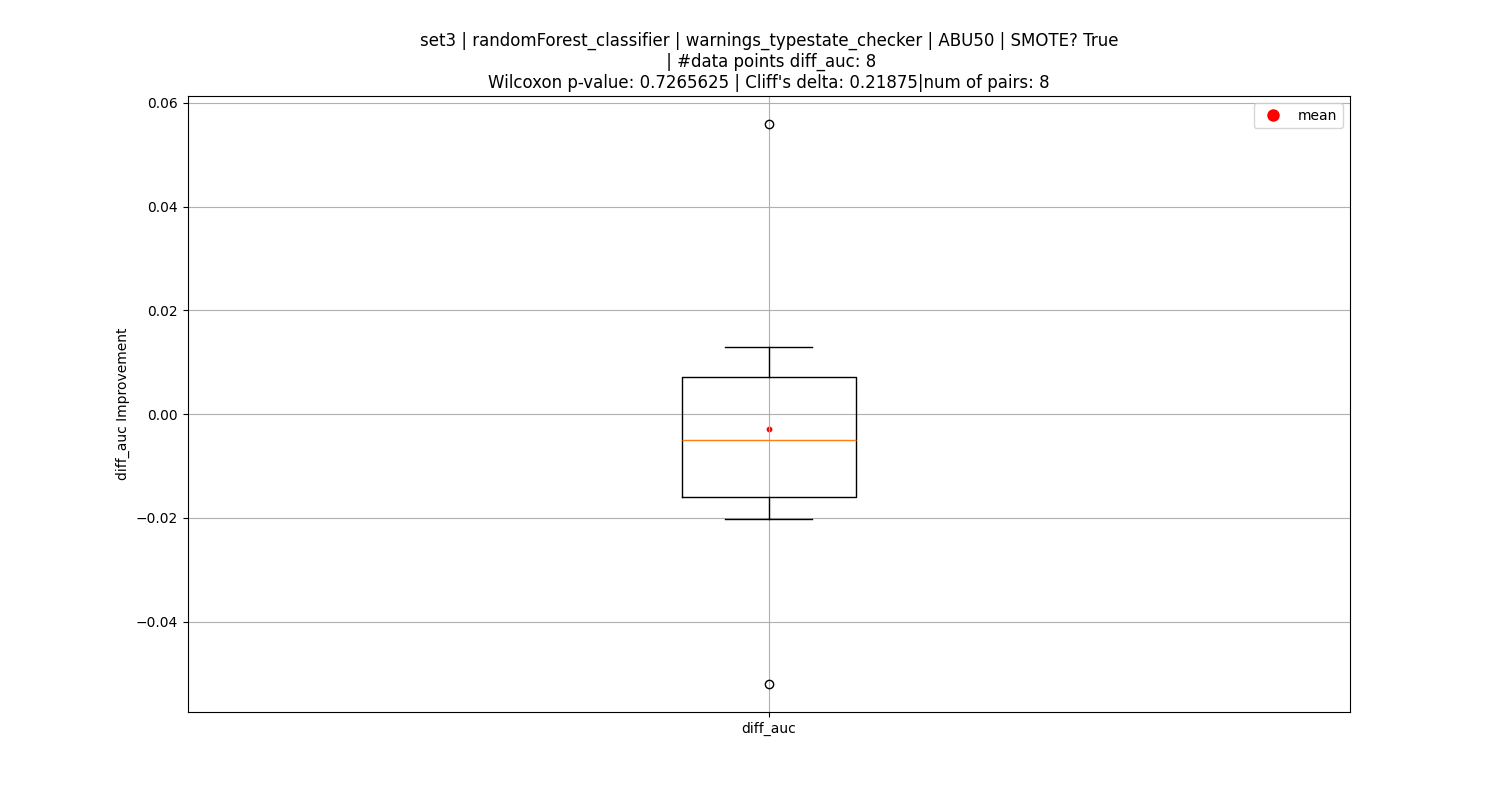 set3 | randomForest_classifier | warnings_typestate_checker | ABU50 | SMOTE? True
| #data points diff_auc: 8
Wilcoxon p-value: 0.7265625 | Cliff's delta: 0.21875|num of pairs: 8
mean
0.06
0.04
0.02
0.00
−0.02
−0.04
diff_auc Improvement
diff_auc